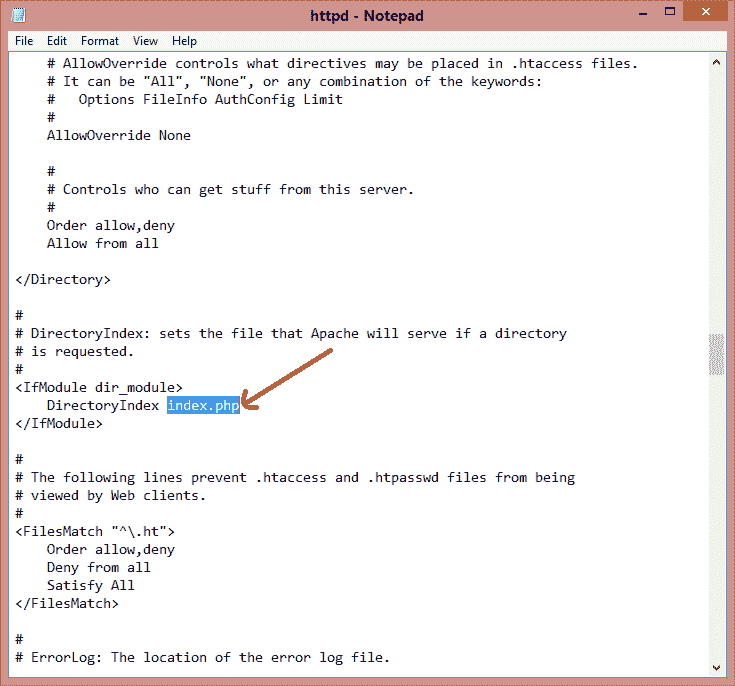 httpd - Notepad
File Edit Format View Help
# AllowOverride controls what directives may be placed in .htaccess files.
# It can be "All", "None", or any combination of the keywords:
#   Options FileInfo AuthConfig Limit
#
AllowOverride None
#
# Controls who can get stuff from this server.
#
Order allow,deny
Allow from all
</Directory>
#
# DirectoryIndex: sets the file that Apache will serve if a directory
# is requested.
#
<IfModule dir_module>
DirectoryIndex index.php
</IfModule>
#
# The following lines prevent .htaccess and .htpasswd files from being
# viewed by Web clients.
#
<FilesMatch "^\.ht">
Order allow,deny
Deny from all
Satisfy All
</FilesMatch>
#
# ErrorLog: The location of the error log file.